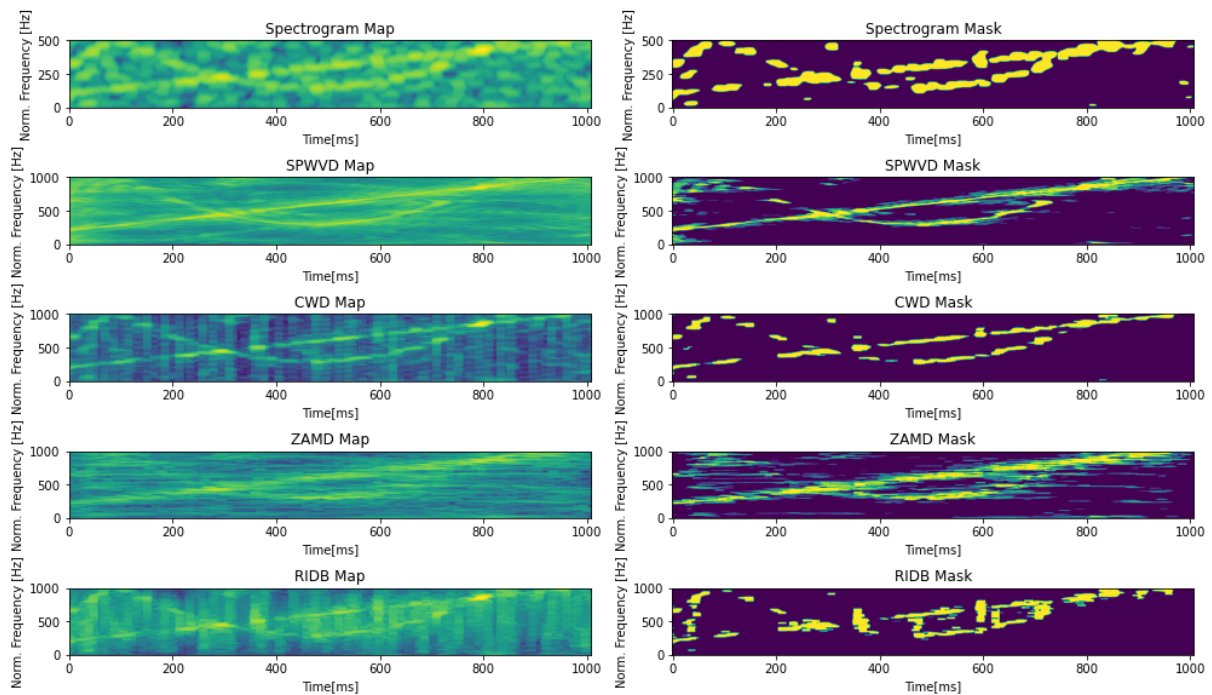 Spectrogram Map
Norm. Frequency [Hz]
500
250
0
0 200 400 600 800 1000
Time[ms]
Spectrogram Mask
Norm. Frequency [Hz]
500
250
0
0 200 400 600 800 1000
Time[ms]
SPWVD Map
Norm. Frequency [Hz]
1000
500
0
0 200 400 600 800 1000
Time[ms]
SPWVD Mask
Norm. Frequency [Hz]
1000
500
0
0 200 400 600 800 1000
Time[ms]
CWD Map
Norm. Frequency [Hz]
1000
500
0
0 200 400 600 800 1000
Time[ms]
CWD Mask
Norm. Frequency [Hz]
1000
500
0
0 200 400 600 800 1000
Time[ms]
ZAMD Map
Norm. Frequency [Hz]
1000
500
0
0 200 400 600 800 1000
Time[ms]
ZAMD Mask
Norm. Frequency [Hz]
1000
500
0
0 200 400 600 800 1000
Time[ms]
RIDB Map
Norm. Frequency [Hz]
1000
500
0
0 200 400 600 800 1000
Time[ms]
RIDB Mask
Norm. Frequency [Hz]
1000
500
0
0 200 400 600 800 1000
Time[ms]